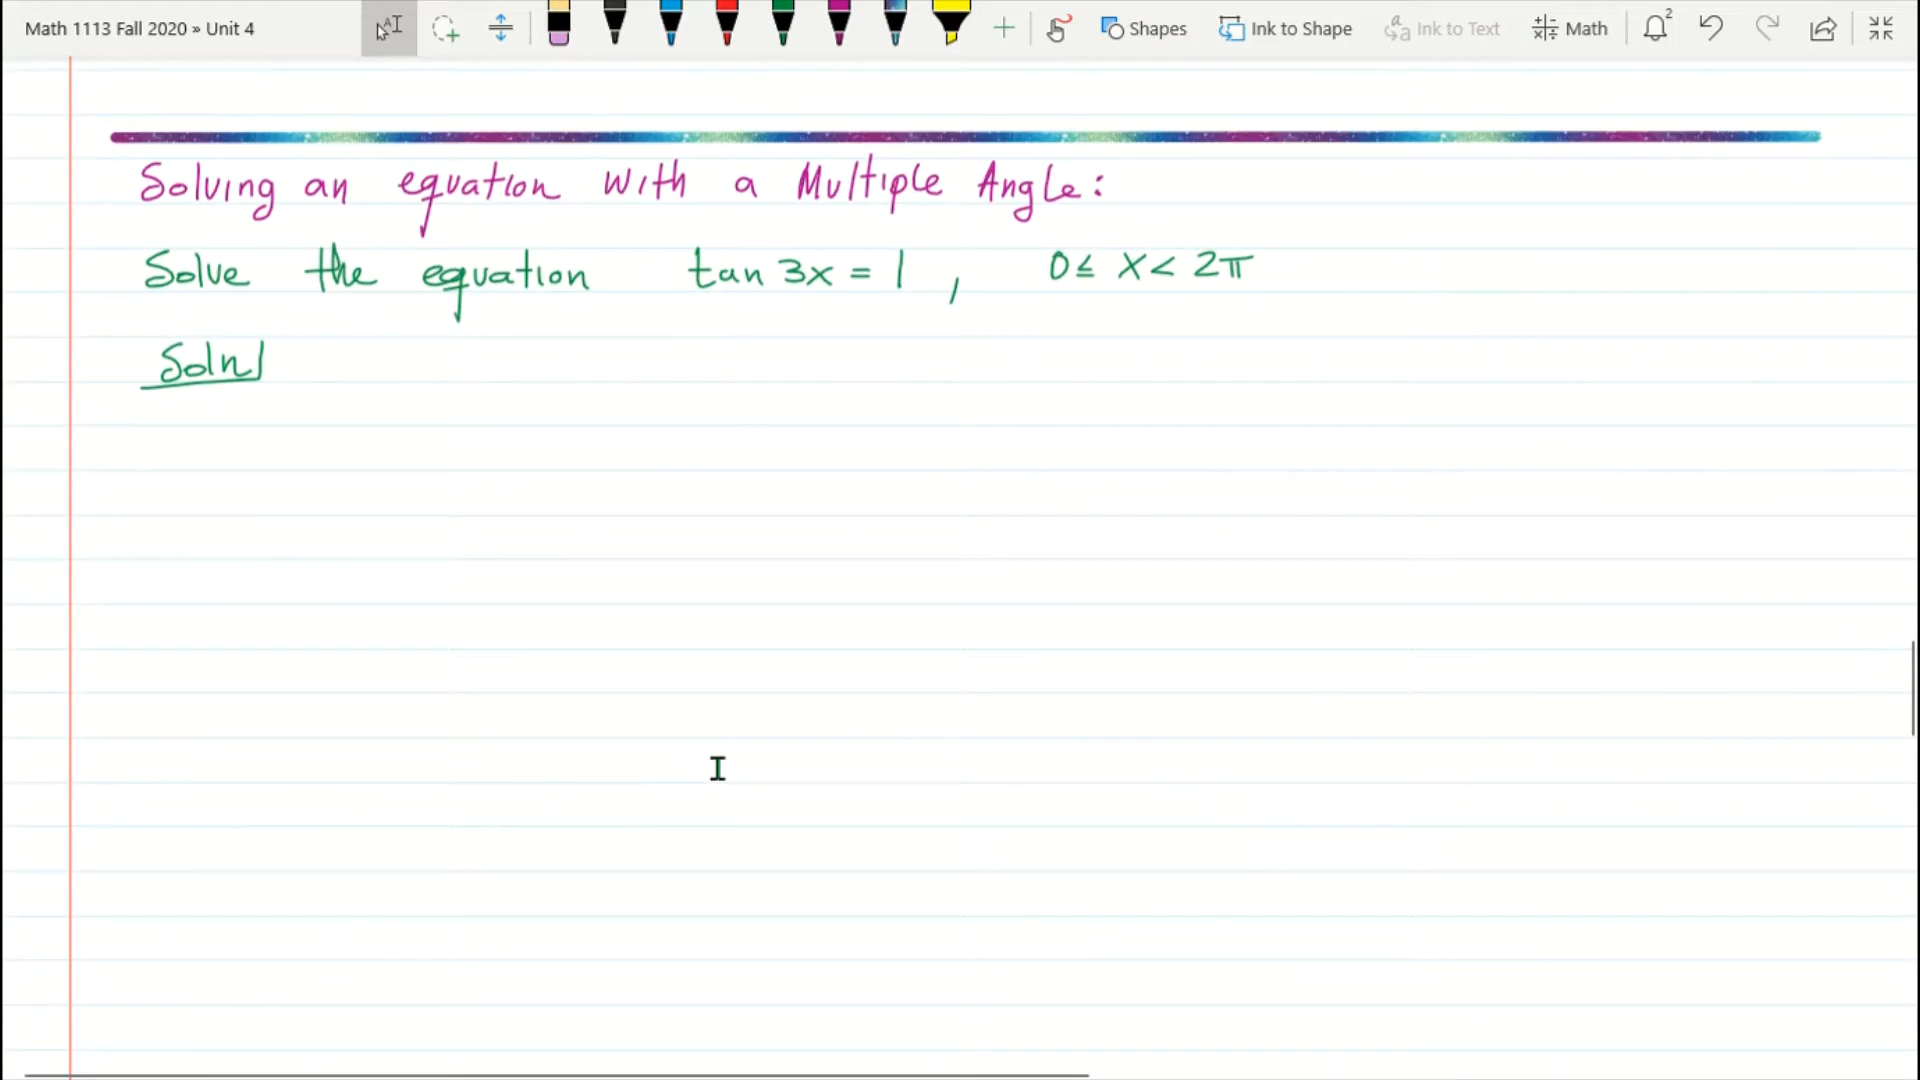 Math 1113 Fall 2020 » Unit 4
Shapes Ink to Shape Ink to Text Math 2
Solving an equation with a Multiple Angle:
Solve the equation tan 3x = 1 , 0 ≤ x < 2π
Soln